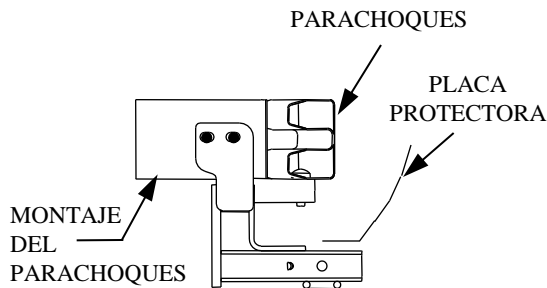 PARACHOQUES
PLACA
PROTECTORA
MONTAJE
DEL
PARACHOQUES